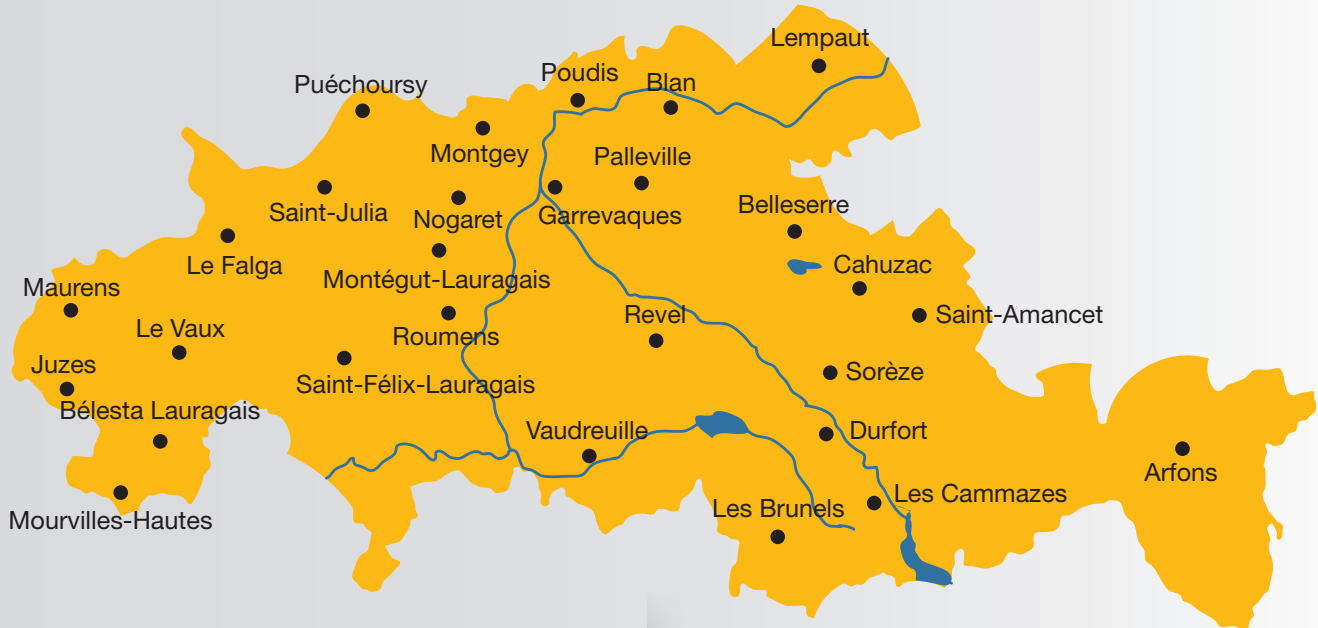 Lempaut
Poudis
Blan
Puéchoursy
Montgey
Palleville
Saint-Julia
Nogaret
Garrevaques
Belleserre
Le Falga
Montégut-Lauragais
Cahuzac
Maurens
Le Vaux
Roumens
Revel
Saint-Amancet
Juzes
Saint-Félix-Lauragais
Sorèze
Bélesta Lauragais
Vaudreuille
Durfort
Arfons
Mourvilles-Hautes
Les Brunels
Les Cammazes